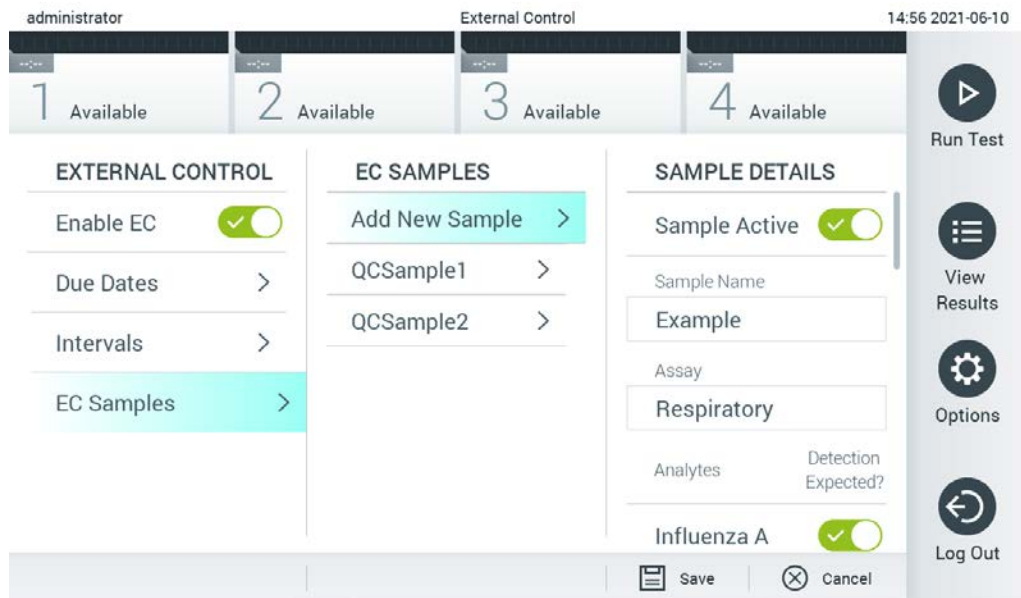 administrator
External Control
14:56 2021-06-10
--:--
--:--
--:--
--:--
1 Available
2 Available
3 Available
4 Available
EXTERNAL CONTROL
Enable EC
Due Dates
Intervals
EC Samples
EC SAMPLES
Add New Sample
QCSample1
QCSample2
SAMPLE DETAILS
Sample Active
Sample Name
Example
Assay
Respiratory
Analytes
Detection
Expected?
Influenza A
Save
Cancel
Run Test
View
Results
Options
Log Out